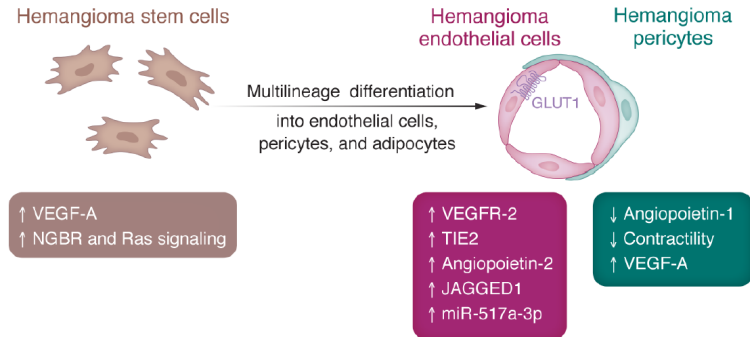 Hemangioma stem cells
Multilineage differentiation
into endothelial cells,
pericytes, and adipocytes
Hemangioma
endothelial cells
Hemangioma
pericytes
GLUT1
↑ VEGF-A
↑ NGBR and Ras signaling
↑ VEGFR-2
↑ TIE2
↑ Angiopoietin-2
↑ JAGGED1
↑ miR-517a-3p
↓ Angiopoietin-1
↓ Contractility
↑ VEGF-A